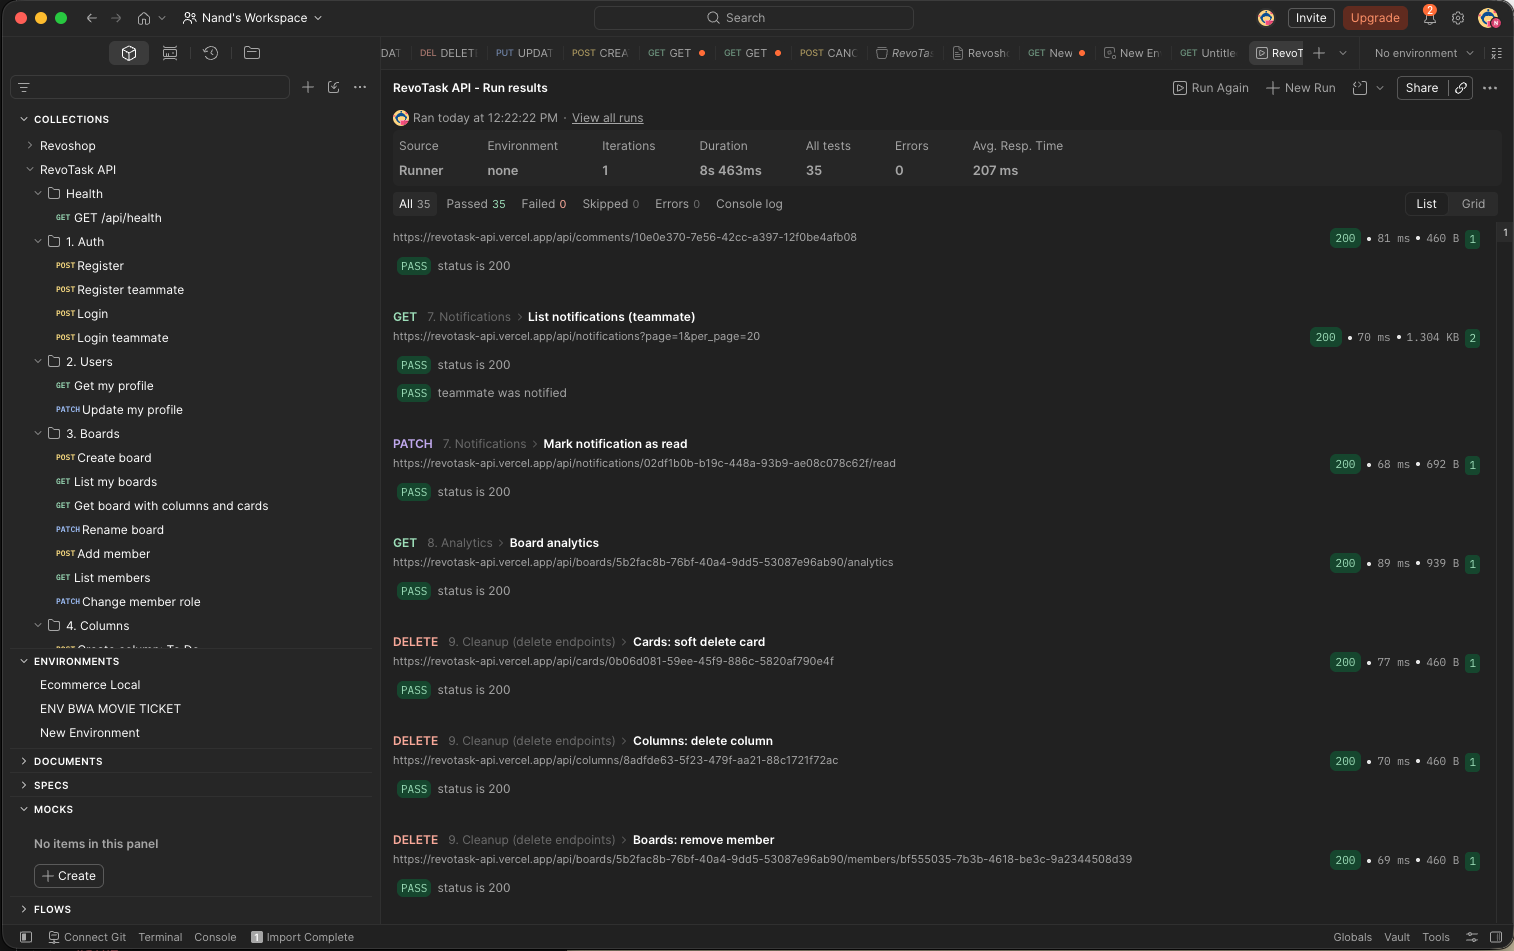 Nand's Workspace
Search
Invite
Upgrade
2
N
DAT
DEL DELETI
PUT UPDAT
POST CREA
GET GET
GET GET
POST CANC
RevoTas
Revosh
GET New
New En
GET Untitle
RevoT
No environment
COLLECTIONS
Revoshop
RevoTask API
Health
GET GET /api/health
1. Auth
POST Register
POST Register teammate
POST Login
POST Login teammate
2. Users
GET Get my profile
PATCH Update my profile
3. Boards
POST Create board
GET List my boards
GET Get board with columns and cards
PATCH Rename board
POST Add member
GET List members
PATCH Change member role
4. Columns
ENVIRONMENTS
Ecommerce Local
ENV BWA MOVIE TICKET
New Environment
DOCUMENTS
SPECS
MOCKS
No items in this panel
Create
FLOWS
RevoTask API - Run results
Run Again
New Run
Share
Ran today at 12:22:22 PM · View all runs
Source Environment Iterations Duration All tests Errors Avg. Resp. Time
Runner none 1 8s 463ms 35 0 207 ms
All 35 Passed 35 Failed 0 Skipped 0 Errors 0 Console log
List Grid
1
https://revotask-api.vercel.app/api/comments/10e0e370-7e56-42cc-a397-12f0be4afb08
200 • 81 ms • 460 B 1
PASS status is 200
GET 7. Notifications > List notifications (teammate)
https://revotask-api.vercel.app/api/notifications?page=1&per_page=20
200 • 70 ms • 1.304 KB 2
PASS status is 200
PASS teammate was notified
PATCH 7. Notifications > Mark notification as read
https://revotask-api.vercel.app/api/notifications/02df1b0b-b19c-448a-93b9-ae08c078c62f/read
200 • 68 ms • 692 B 1
PASS status is 200
GET 8. Analytics > Board analytics
https://revotask-api.vercel.app/api/boards/5b2fac8b-76bf-40a4-9dd5-53087e96ab90/analytics
200 • 89 ms • 939 B 1
PASS status is 200
DELETE 9. Cleanup (delete endpoints) > Cards: soft delete card
https://revotask-api.vercel.app/api/cards/0b06d081-59ee-45f9-886c-5820af790e4f
200 • 77 ms • 460 B 1
PASS status is 200
DELETE 9. Cleanup (delete endpoints) > Columns: delete column
https://revotask-api.vercel.app/api/columns/8adfde63-5f23-479f-aa21-88c1721f72ac
200 • 70 ms • 460 B 1
PASS status is 200
DELETE 9. Cleanup (delete endpoints) > Boards: remove member
https://revotask-api.vercel.app/api/boards/5b2fac8b-76bf-40a4-9dd5-53087e96ab90/members/bf555035-7b3b-4618-be3c-9a2344508d39
200 • 69 ms • 460 B 1
PASS status is 200
Connect Git
Terminal
Console
1 Import Complete
Globals
Vault
Tools